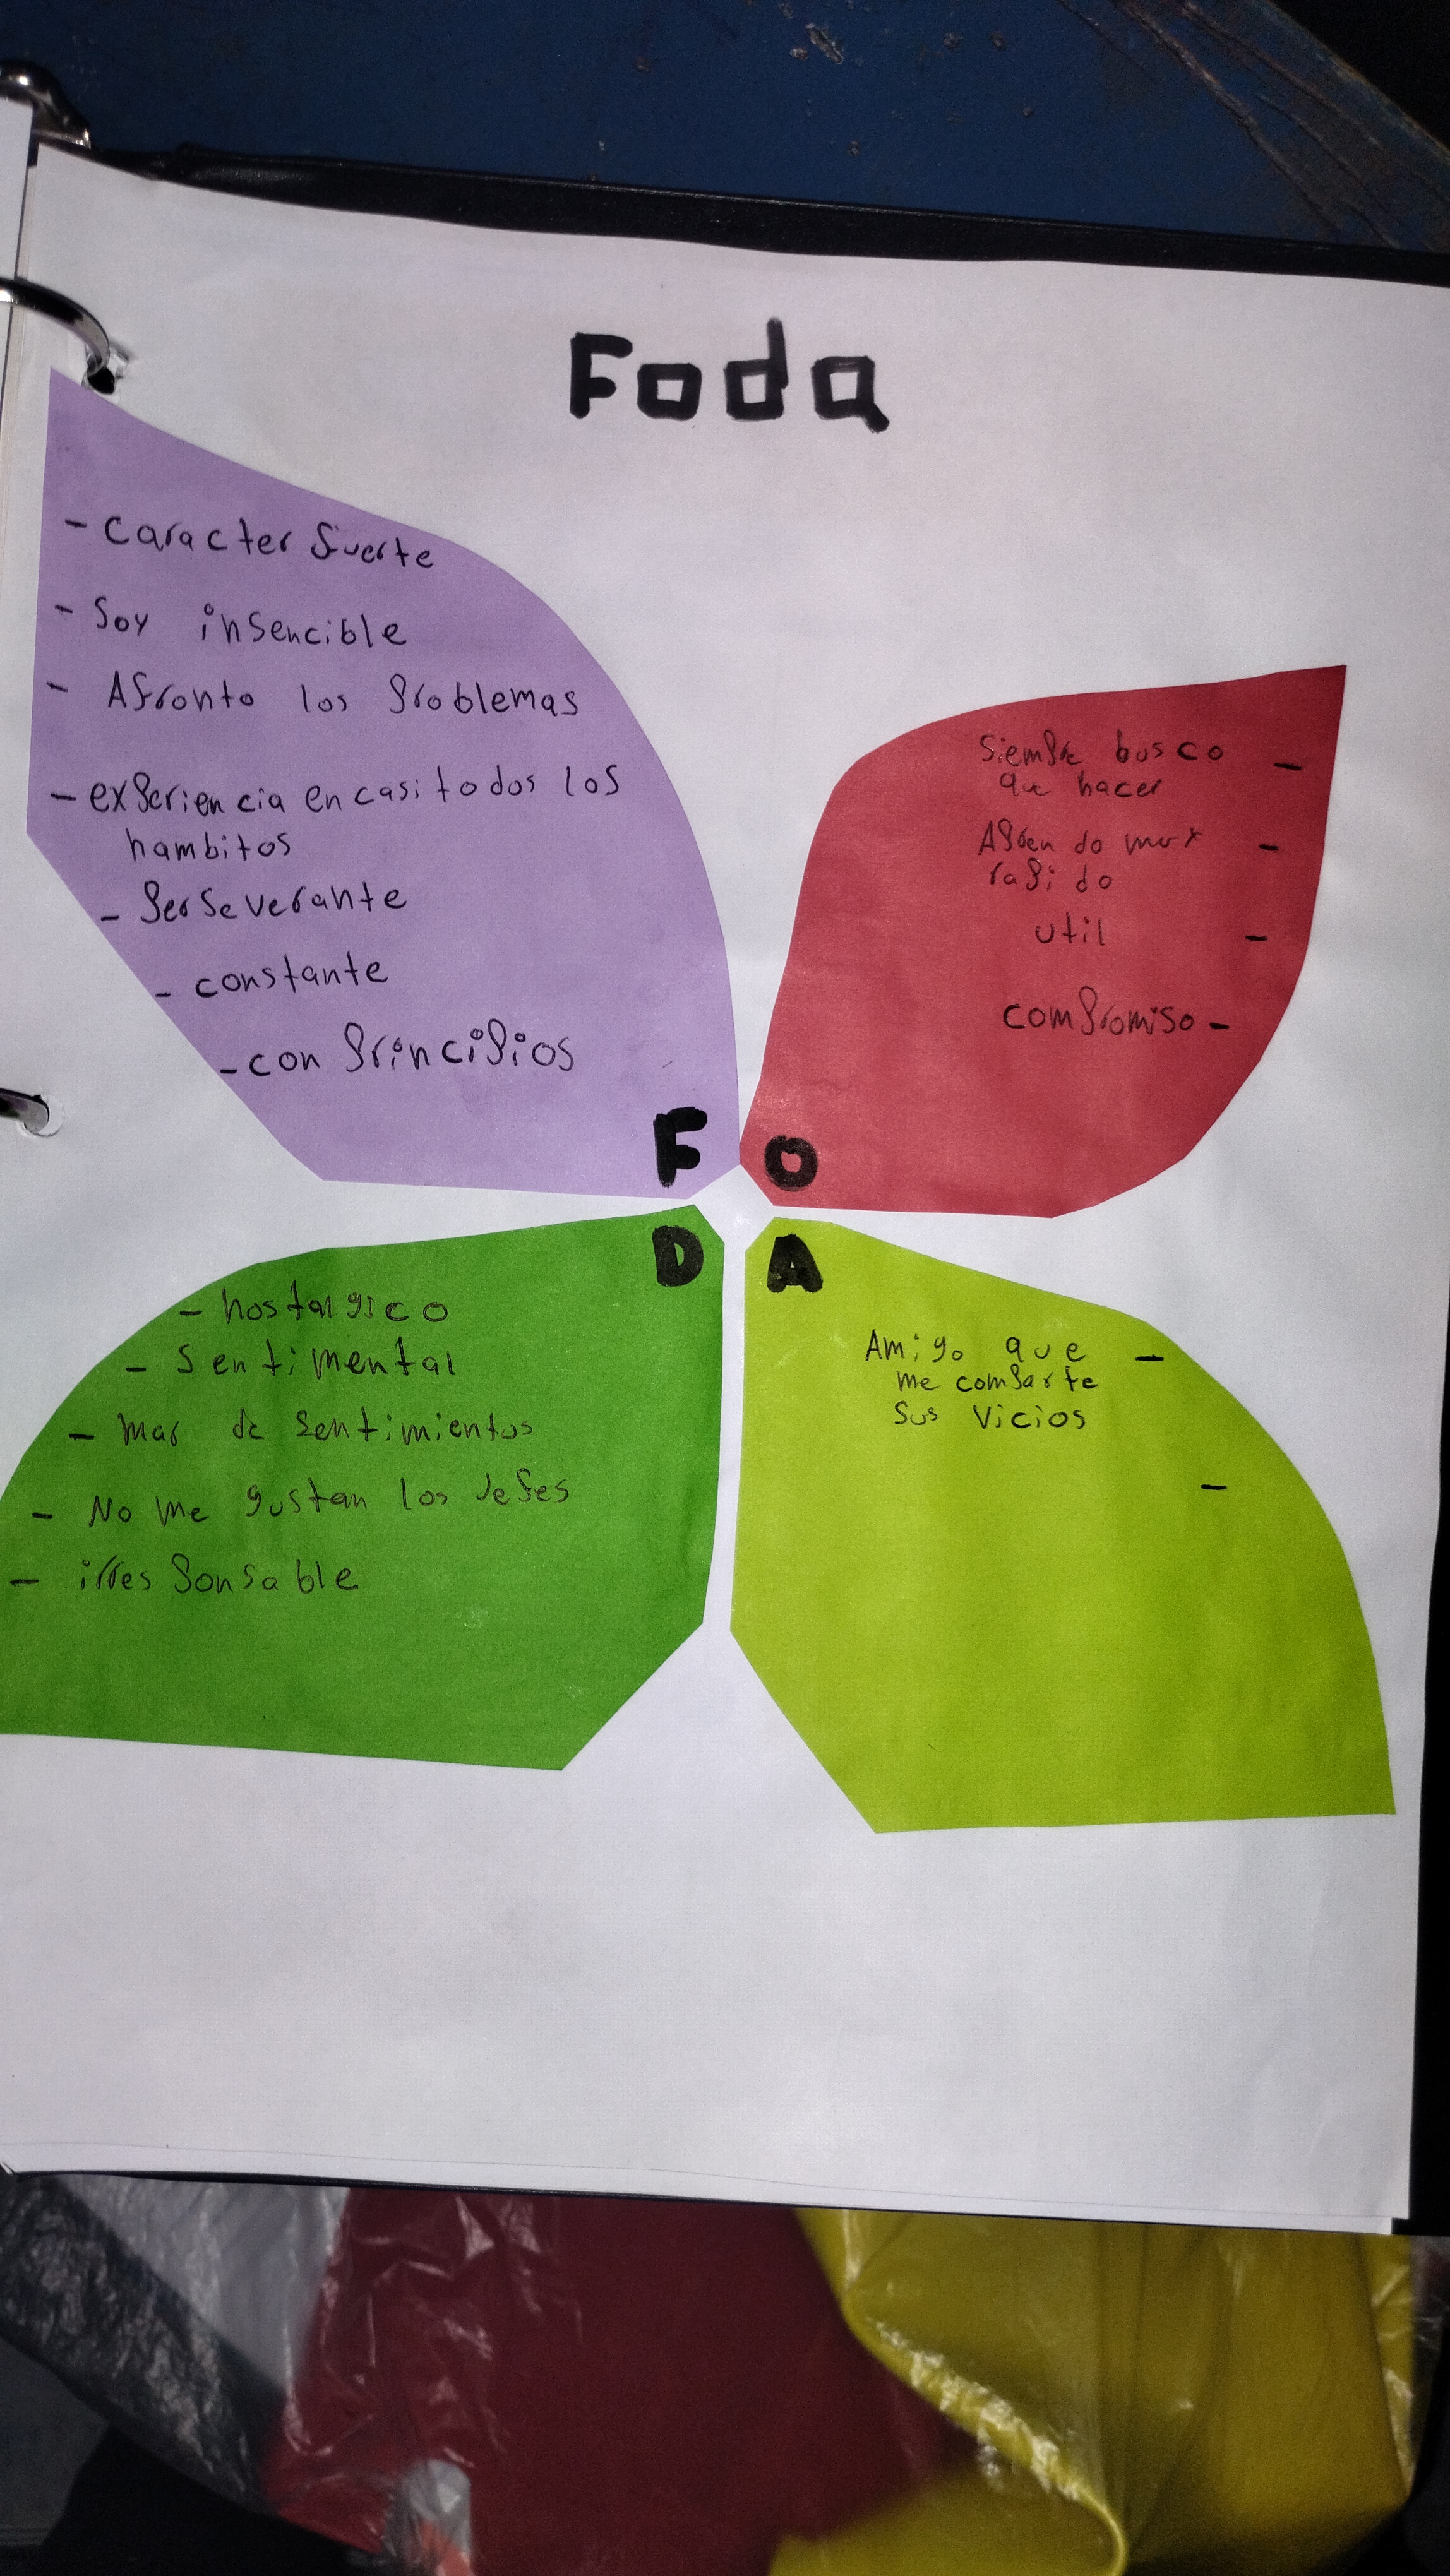 Foda
- caracter fuerte
- Soy insencible
- Afronto los problemas
- experiencia en casi todos los
hambitos
- perseverante
- constante
- con principios
F
siempre busco -
que hacer
Aprendo muy -
rapido
util -
compromiso -
O
D
- nostalgico
- sentimental
- mar de sentimientos
- No me gustan los Jefes
- irresponsable
A
Amigo que -
me comparte
sus vicios
-